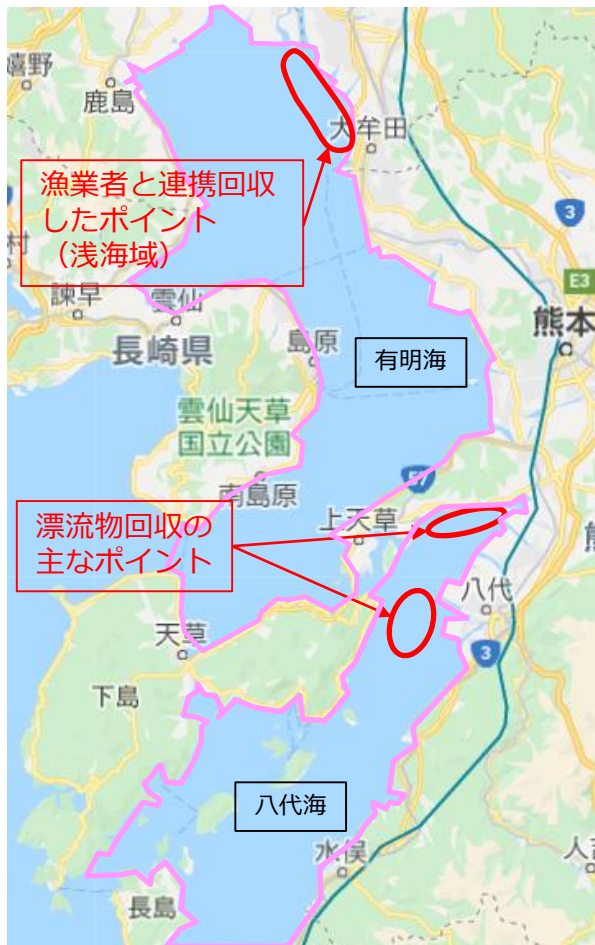 嬉野
鹿島
大牟田
漁業者と連携回収
したポイント
（浅海域）
3
村
諫早
雲仙
E3
熊本
長崎県
島原
有明海
雲仙天草
国立公園
57
南島原
上天草
漂流物回収の
主なポイント
八代
天草
3
下島
八代海
水俣
人
長島